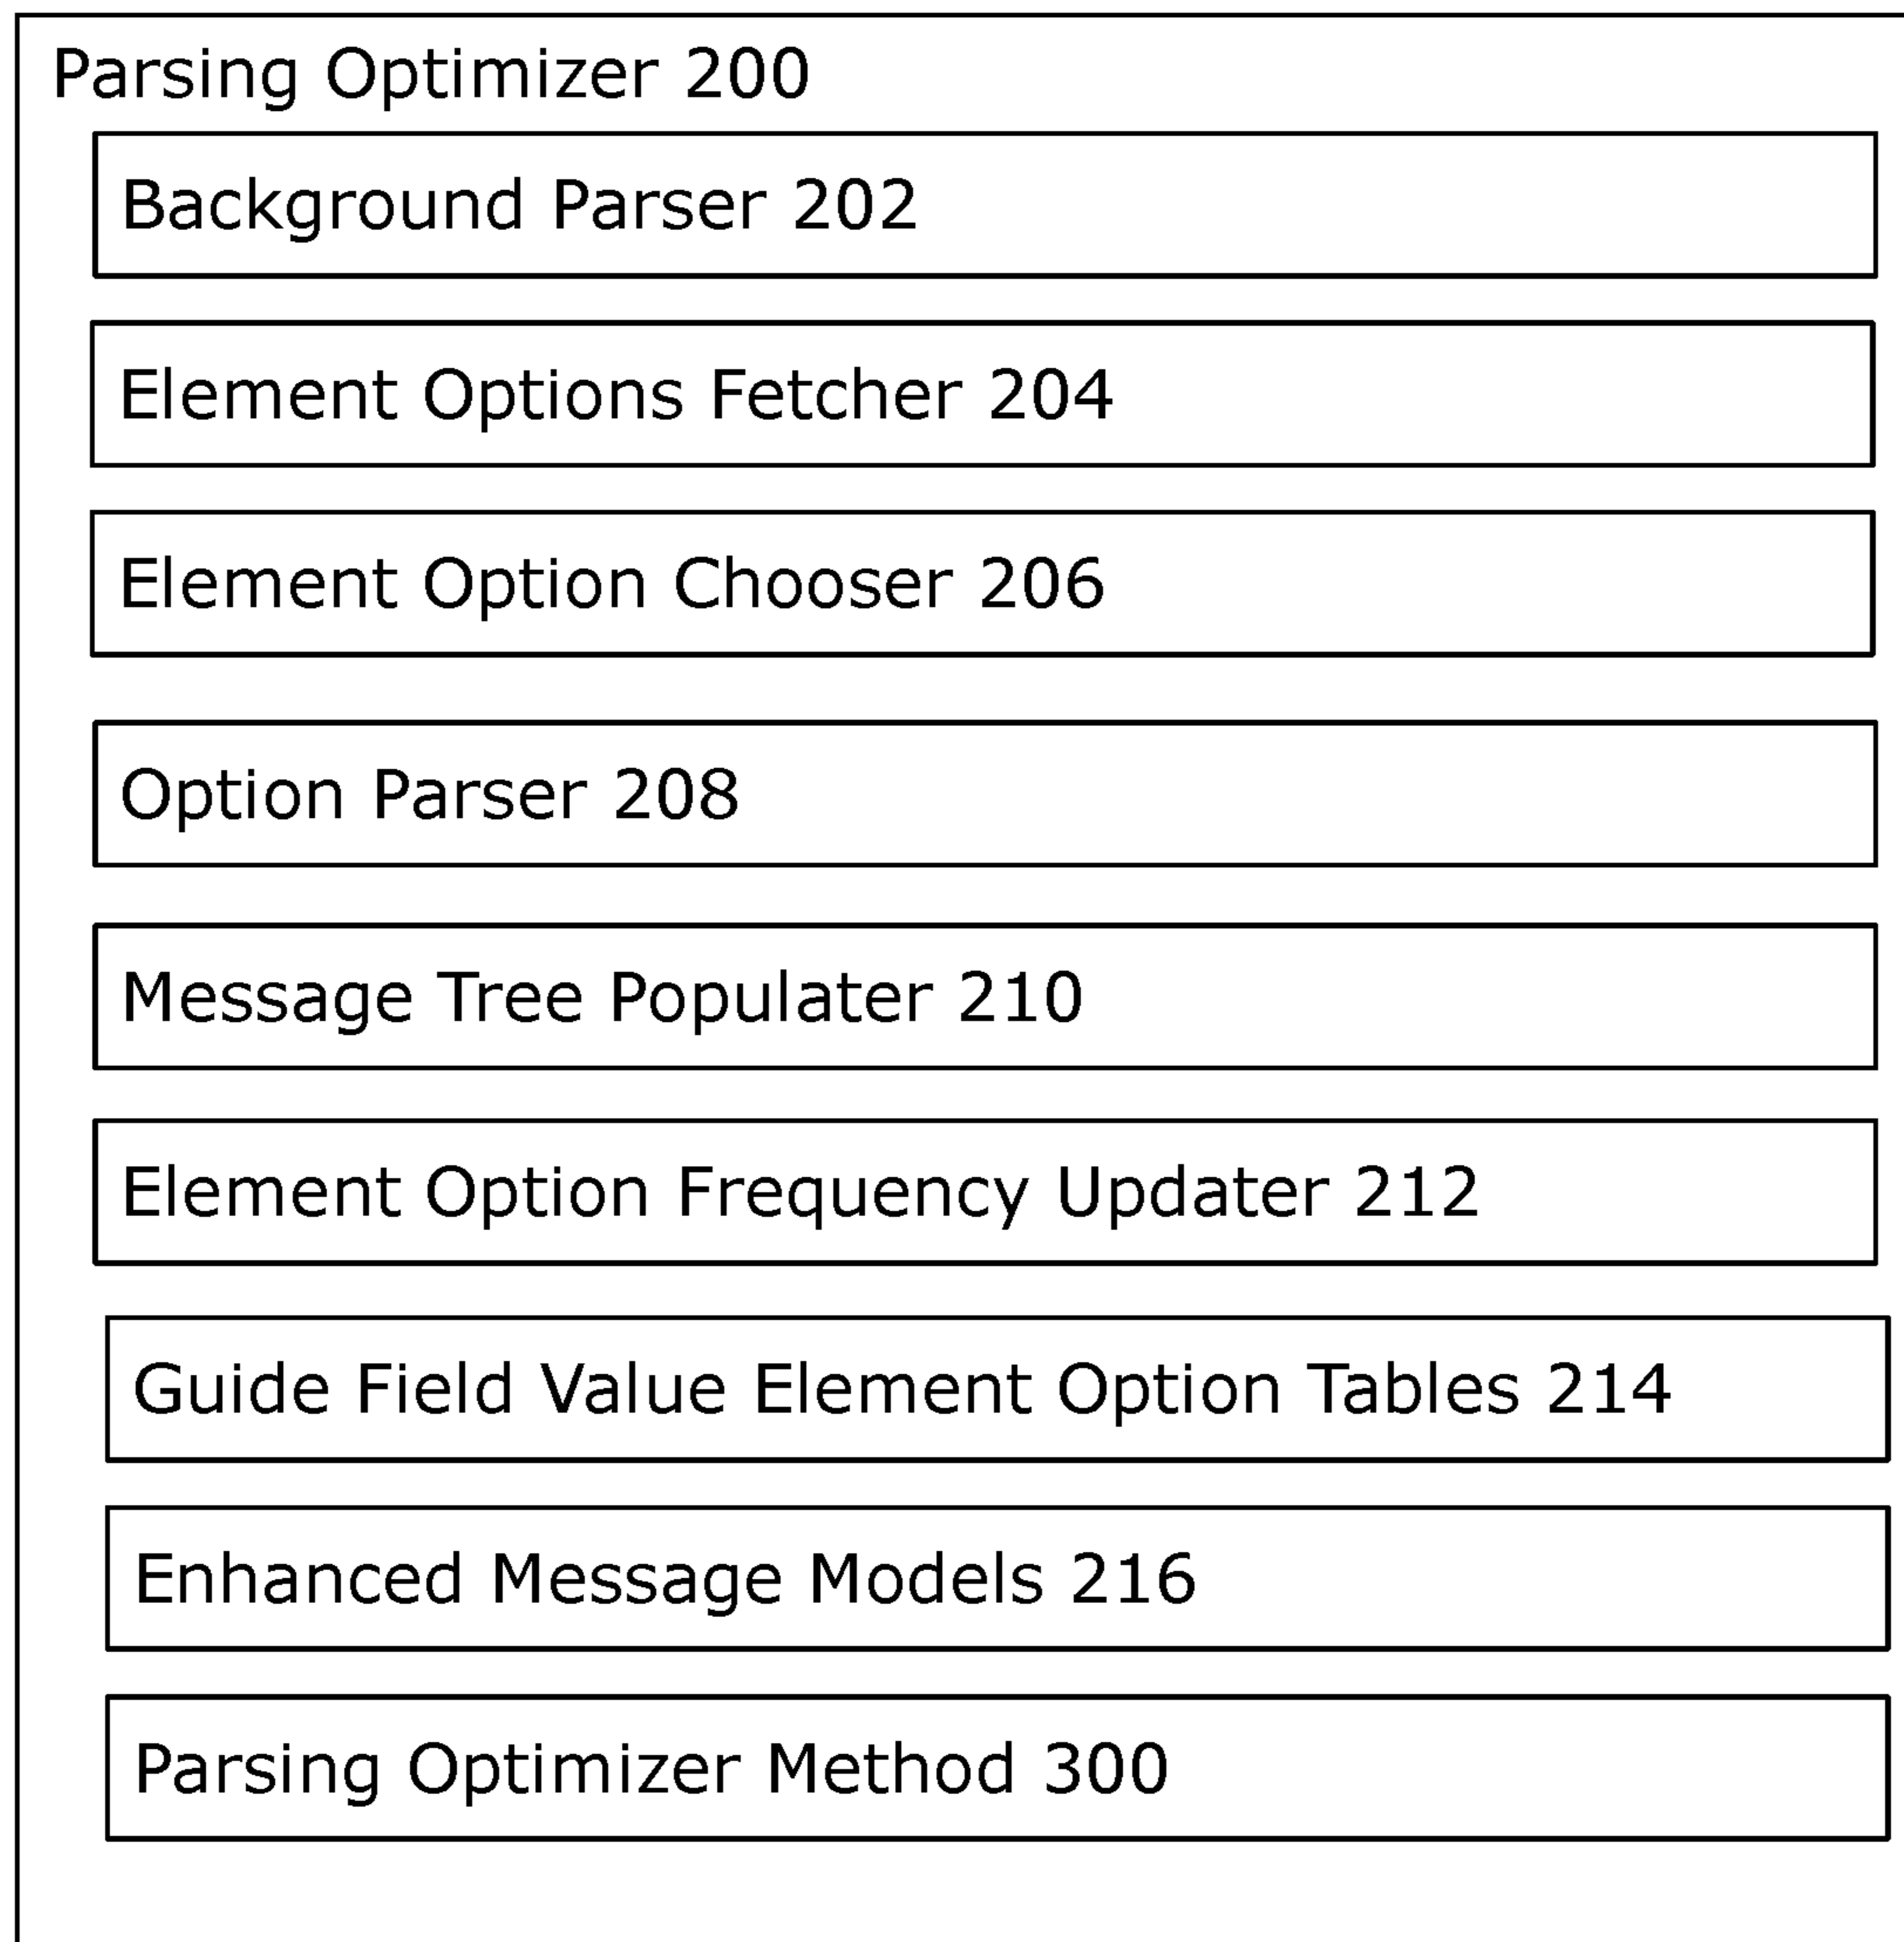 Parsing Optimizer 200
Background Parser 202
Element Options Fetcher 204
Element Option Chooser 206
Option Parser 208
Message Tree Populater 210
Element Option Frequency Updater 212
Guide Field Value Element Option Tables 214
Enhanced Message Models 216
Parsing Optimizer Method 300